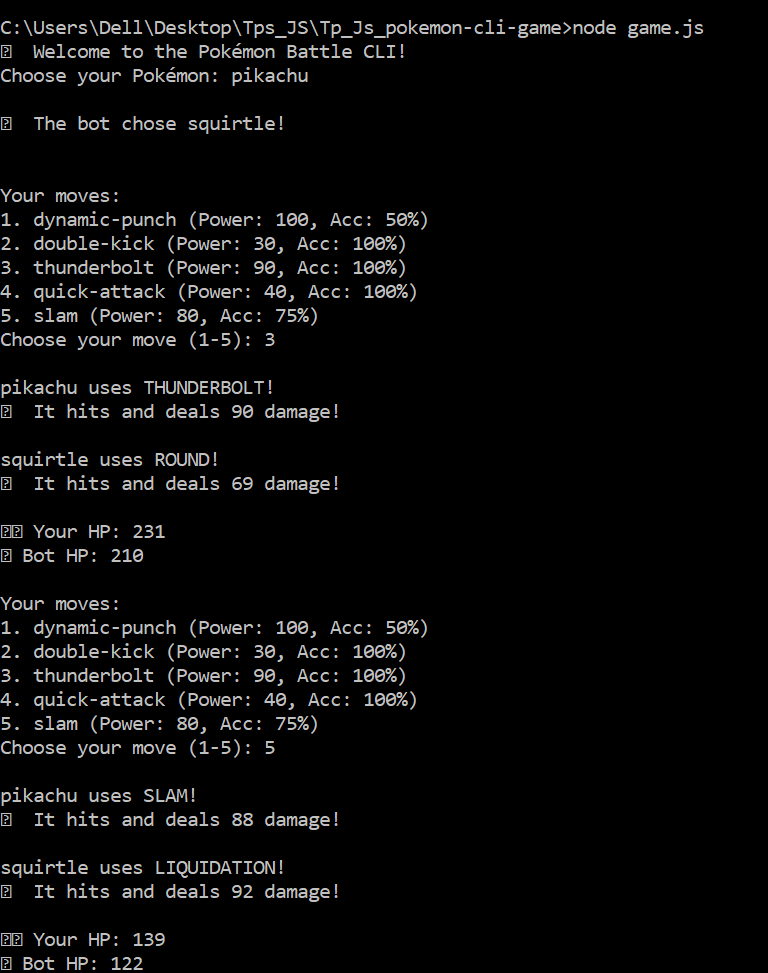 C:\Users\Dell\Desktop\Tps_JS\Tp_Js_pokemon-cli-game>node game.js
⍰  Welcome to the Pokémon Battle CLI!
Choose your Pokémon: pikachu
⍰  The bot chose squirtle!
Your moves:
1. dynamic-punch (Power: 100, Acc: 50%)
2. double-kick (Power: 30, Acc: 100%)
3. thunderbolt (Power: 90, Acc: 100%)
4. quick-attack (Power: 40, Acc: 100%)
5. slam (Power: 80, Acc: 75%)
Choose your move (1-5): 3
pikachu uses THUNDERBOLT!
⍰  It hits and deals 90 damage!
squirtle uses ROUND!
⍰  It hits and deals 69 damage!
⍰⍰ Your HP: 231
⍰ Bot HP: 210
Your moves:
1. dynamic-punch (Power: 100, Acc: 50%)
2. double-kick (Power: 30, Acc: 100%)
3. thunderbolt (Power: 90, Acc: 100%)
4. quick-attack (Power: 40, Acc: 100%)
5. slam (Power: 80, Acc: 75%)
Choose your move (1-5): 5
pikachu uses SLAM!
⍰  It hits and deals 88 damage!
squirtle uses LIQUIDATION!
⍰  It hits and deals 92 damage!
⍰⍰ Your HP: 139
⍰ Bot HP: 122